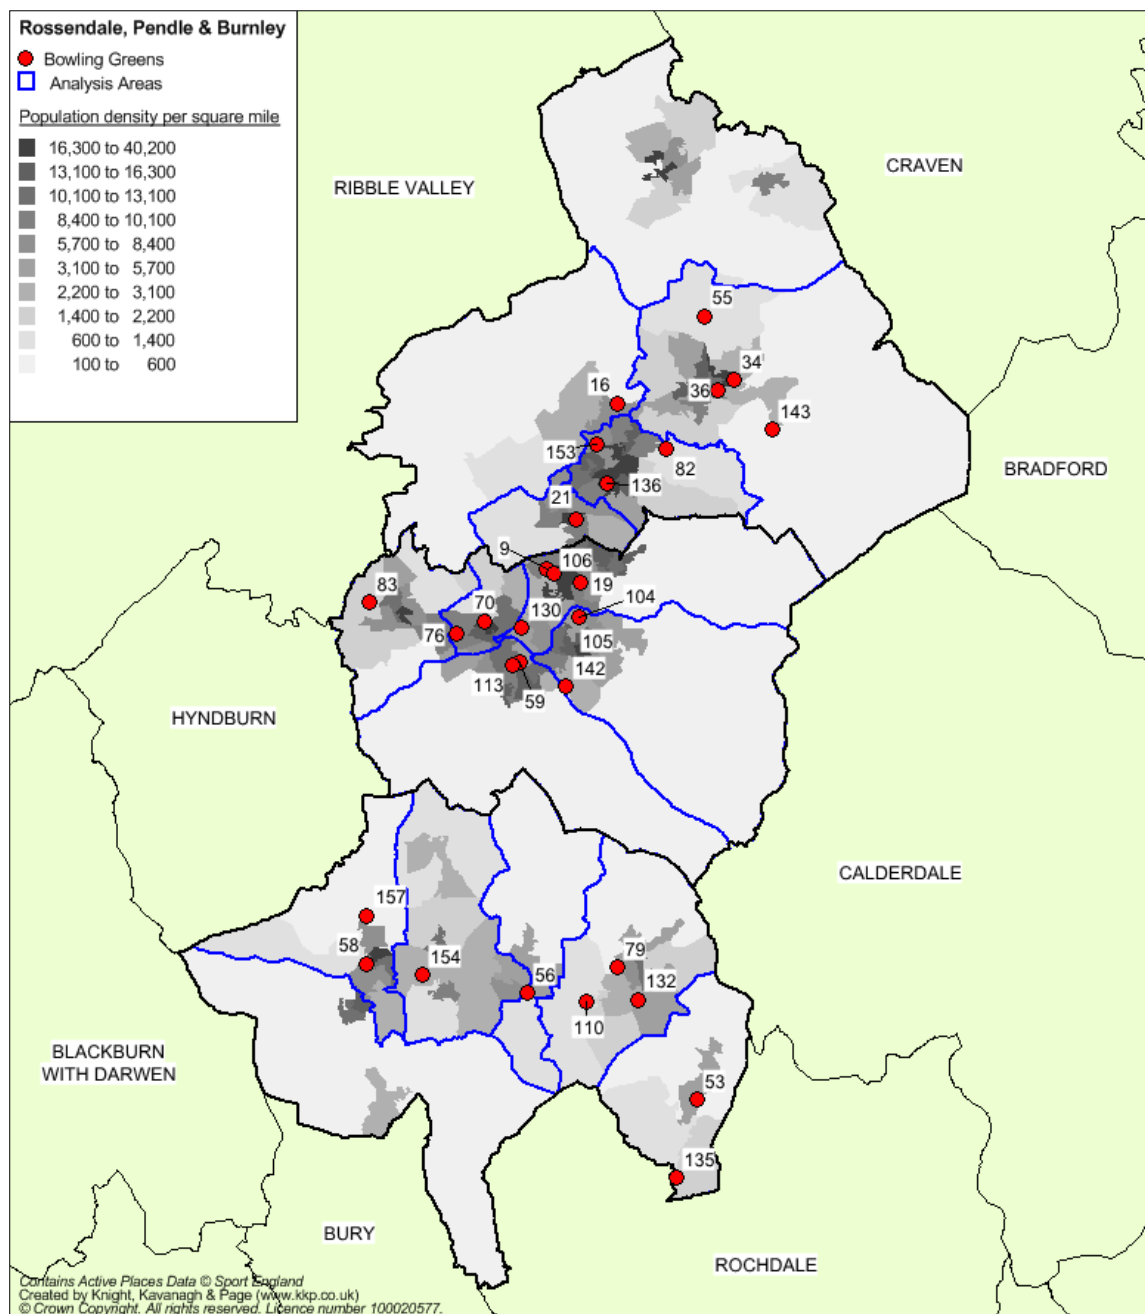 Rossendale, Pendle & Burnley
Bowling Greens
Analysis Areas
Population density per square mile
16,300 to 40,200
13,100 to 16,300
10,100 to 13,100
8,400 to 10,100
5,700 to 8,400
3,100 to 5,700
2,200 to 3,100
1,400 to 2,200
600 to 1,400
100 to 600
CRAVEN
RIBBLE VALLEY
55
34
36
16
143
153
82
BRADFORD
136
21
9
106
83
19
104
70
130
76
105
142
113
59
HYNDBURN
CALDERDALE
157
58
154
79
56
132
110
BLACKBURN
WITH DARWEN
53
135
BURY
ROCHDALE
Contains Active Places Data © Sport England
Created by Knight, Kavanagh & Page (www.kkp.co.uk)
© Crown Copyright. All rights reserved. Licence number 100020577.